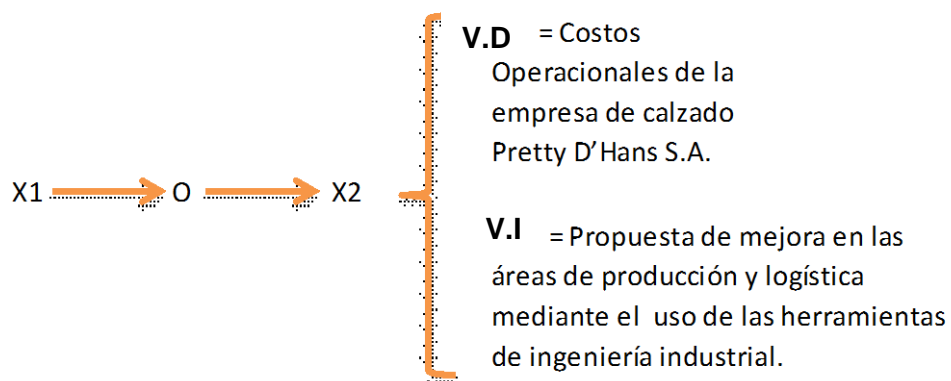 V.D = Costos
Operacionales de la
empresa de calzado
Pretty D’Hans S.A.
X1 O X2
V.I = Propuesta de mejora en las
áreas de producción y logística
mediante el uso de las herramientas
de ingeniería industrial.